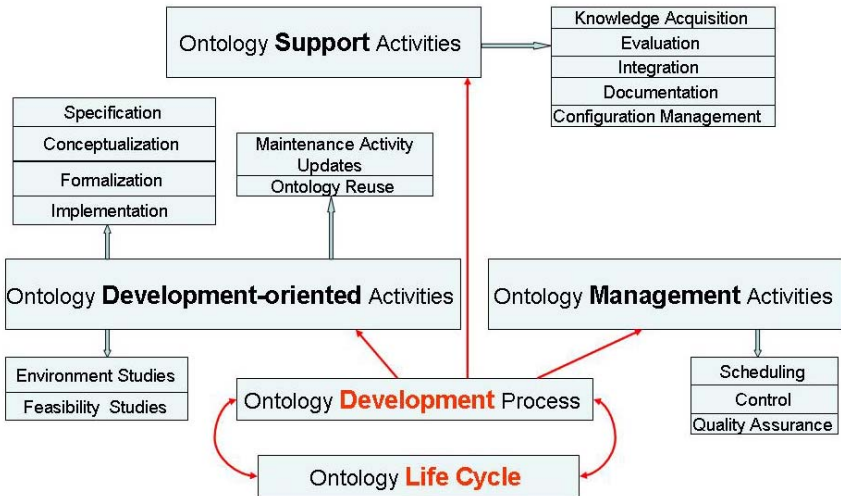 Ontology Support Activities
Knowledge Acquisition
Evaluation
Integration
Documentation
Configuration Management
Specification
Conceptualization
Formalization
Implementation
Maintenance Activity
Updates
Ontology Reuse
Ontology Development-oriented Activities
Ontology Management Activities
Environment Studies
Feasibility Studies
Scheduling
Control
Quality Assurance
Ontology Development Process
Ontology Life Cycle